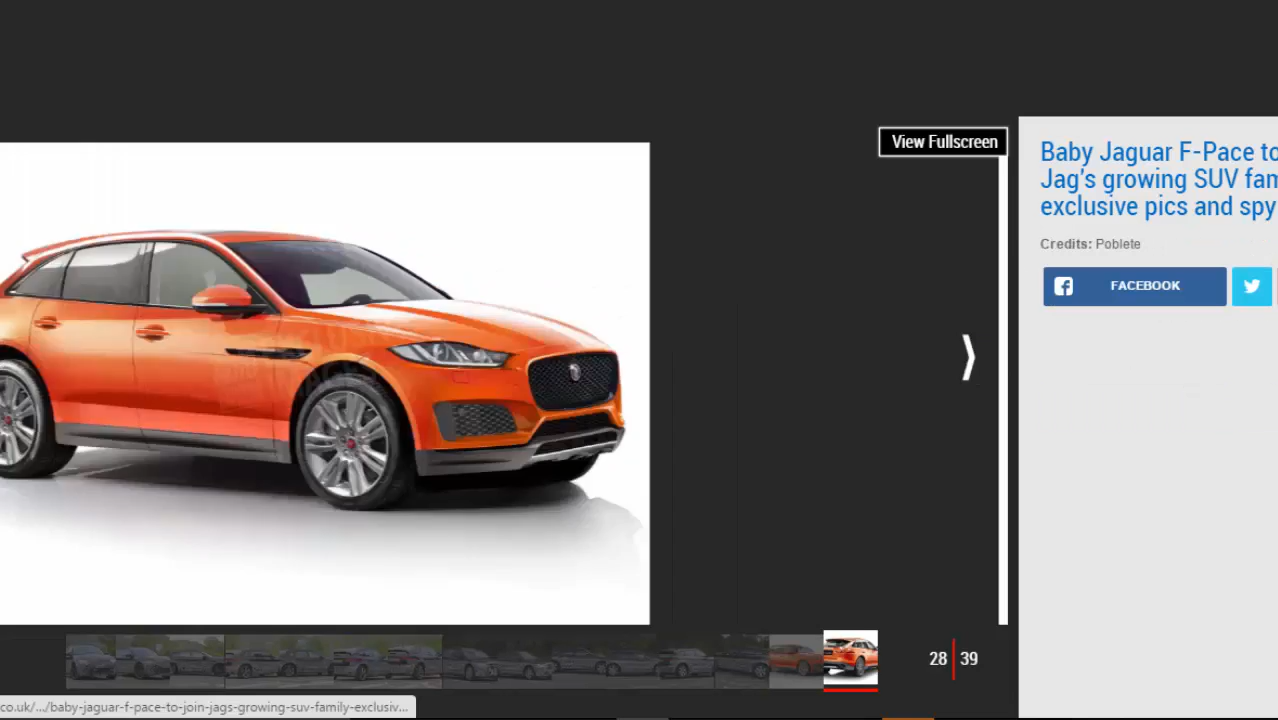 View Fullscreen
Baby Jaguar F-Pace to
Jag's growing SUV fam
exclusive pics and spy
Credits: Poblete
FACEBOOK
28 39
co.uk/.../baby-jaguar-f-pace-to-join-jags-growing-suv-family-exclusiv...